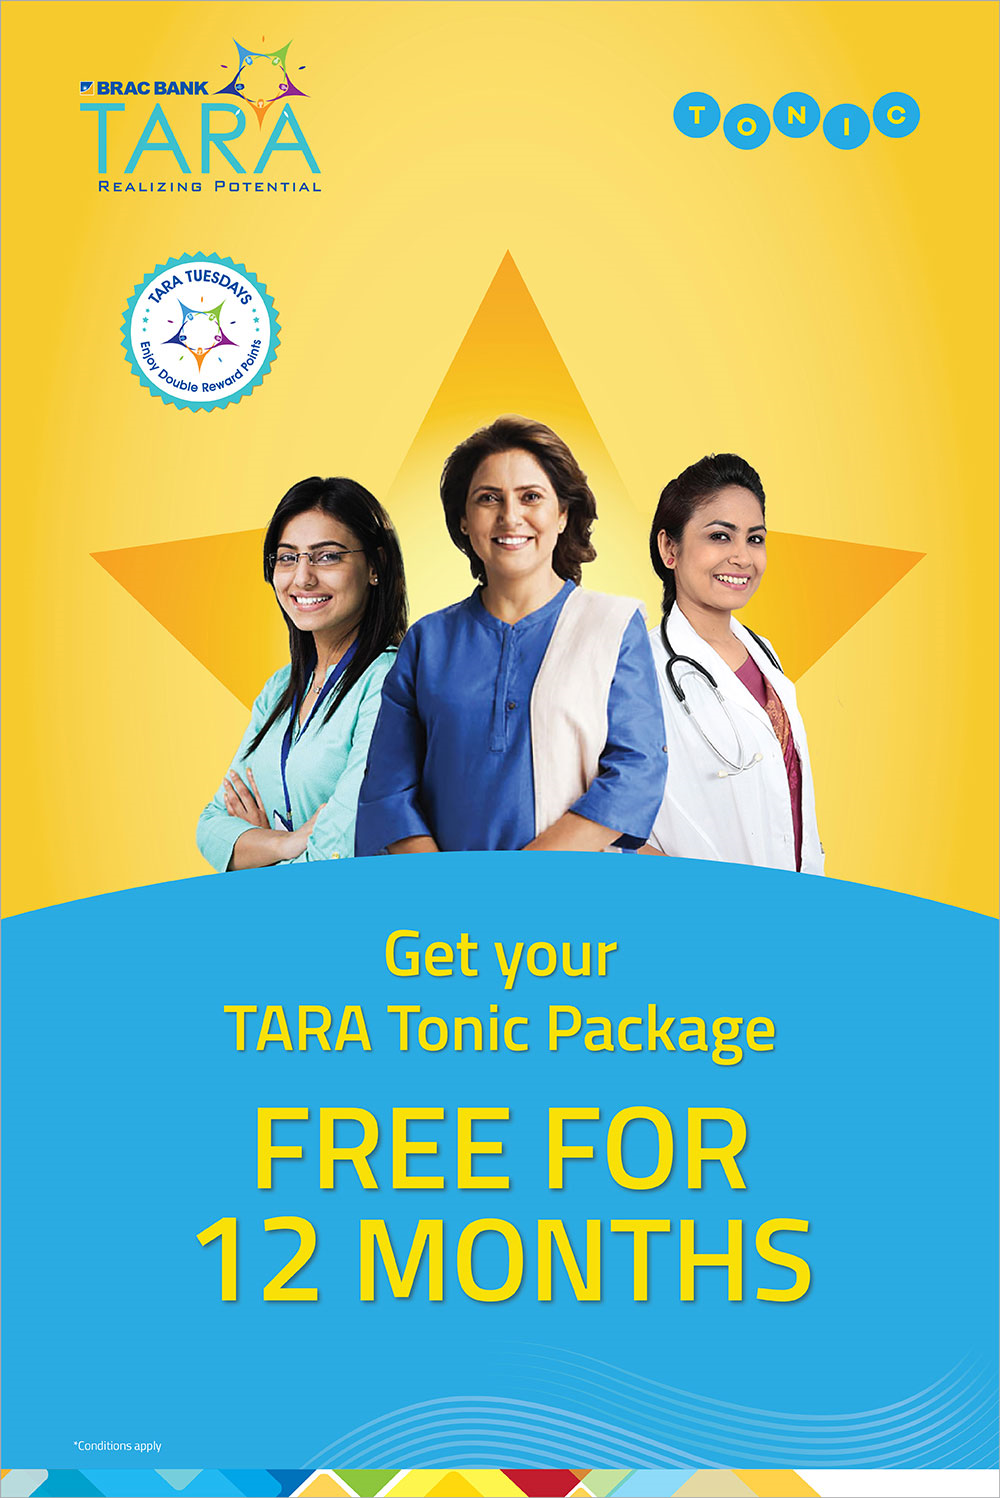 BRAC BANK
TARA
REALIZING POTENTIAL
TONIC
TARA TUESDAYS
Enjoy Double Reward Points
Get your
TARA Tonic Package
FREE FOR
12 MONTHS
*Conditions apply